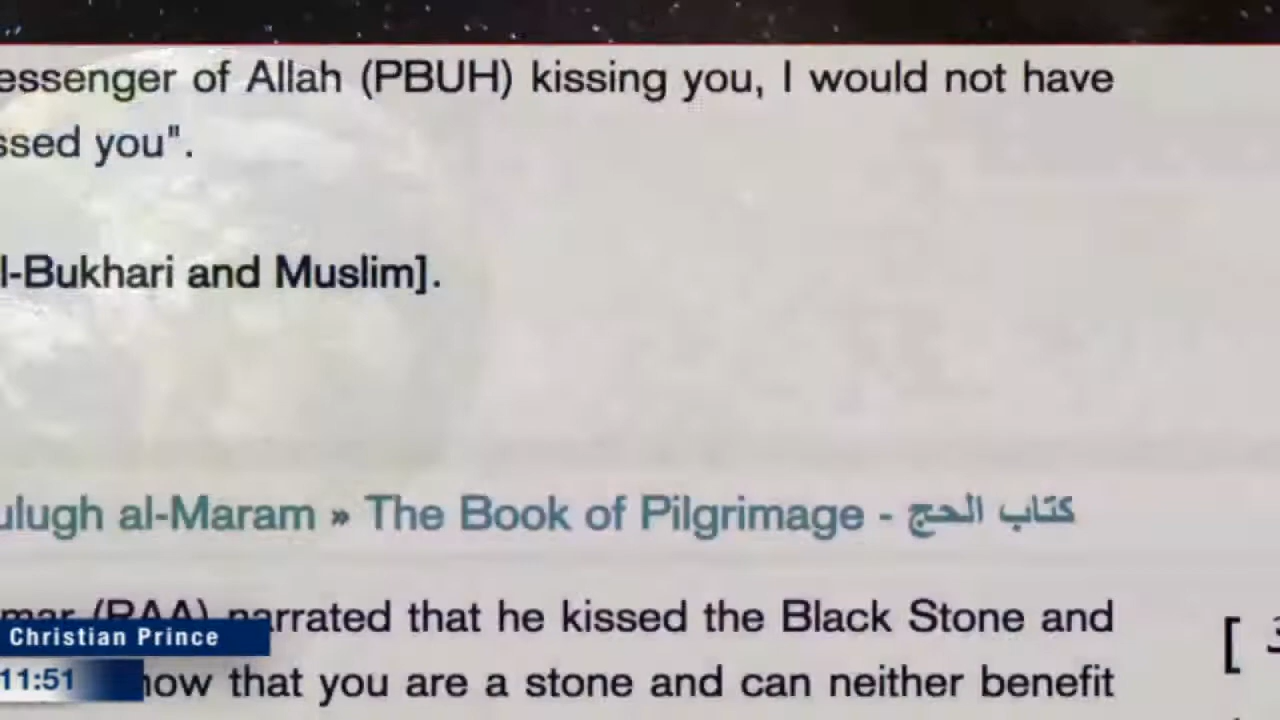 essenger of Allah (PBUH) kissing you, I would not have
ssed you".
l-Bukhari and Muslim].
ulugh al-Maram » The Book of Pilgrimage - كتاب الحج
mar (RAA) narrated that he kissed the Black Stone and
Christian Prince
[
11:51
now that you are a stone and can neither benefit